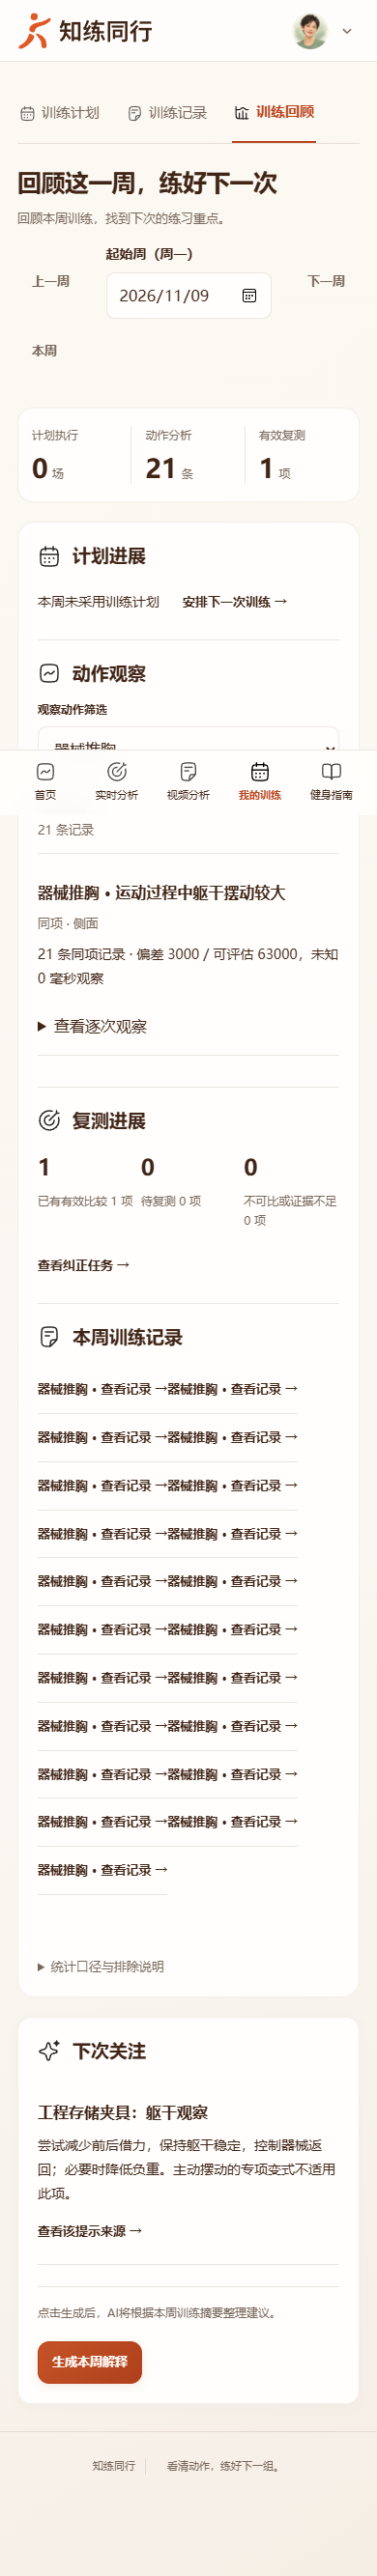 知练同行
训练计划 训练记录 训练回顾
回顾这一周，练好下一次
回顾本周训练，找到下次的练习重点。
起始周（周一）
上一周 2026/11/09 下一周
本周
计划执行 动作分析 有效复测
0 场 21 条 1 项
计划进展
本周未采用训练计划 安排下一次训练 →
动作观察
观察动作筛选
首页 实时分析 视频分析 我的训练 健身指南
21 条记录
器械推胸 • 运动过程中躯干摆动较大
同项 · 侧面
21 条同项记录 · 偏差 3000 / 可评估 63000，未知
0 毫秒观察
▶ 查看逐次观察
复测进展
1 0 0
已有有效比较 1 项 待复测 0 项 不可比或证据不足
0 项
查看纠正任务 →
本周训练记录
器械推胸 • 查看记录 →器械推胸 • 查看记录 →
器械推胸 • 查看记录 →器械推胸 • 查看记录 →
器械推胸 • 查看记录 →器械推胸 • 查看记录 →
器械推胸 • 查看记录 →器械推胸 • 查看记录 →
器械推胸 • 查看记录 →器械推胸 • 查看记录 →
器械推胸 • 查看记录 →器械推胸 • 查看记录 →
器械推胸 • 查看记录 →器械推胸 • 查看记录 →
器械推胸 • 查看记录 →器械推胸 • 查看记录 →
器械推胸 • 查看记录 →器械推胸 • 查看记录 →
器械推胸 • 查看记录 →器械推胸 • 查看记录 →
器械推胸 • 查看记录 →
▶ 统计口径与排除说明
下次关注
工程存储夹具：躯干观察
尝试减少前后借力，保持躯干稳定，控制器械返
回；必要时降低负重。主动摆动的专项变式不适用
此项。
查看该提示来源 →
点击生成后，AI将根据本周训练摘要整理建议。
生成本周解释
知练同行 看清动作，练好下一组。